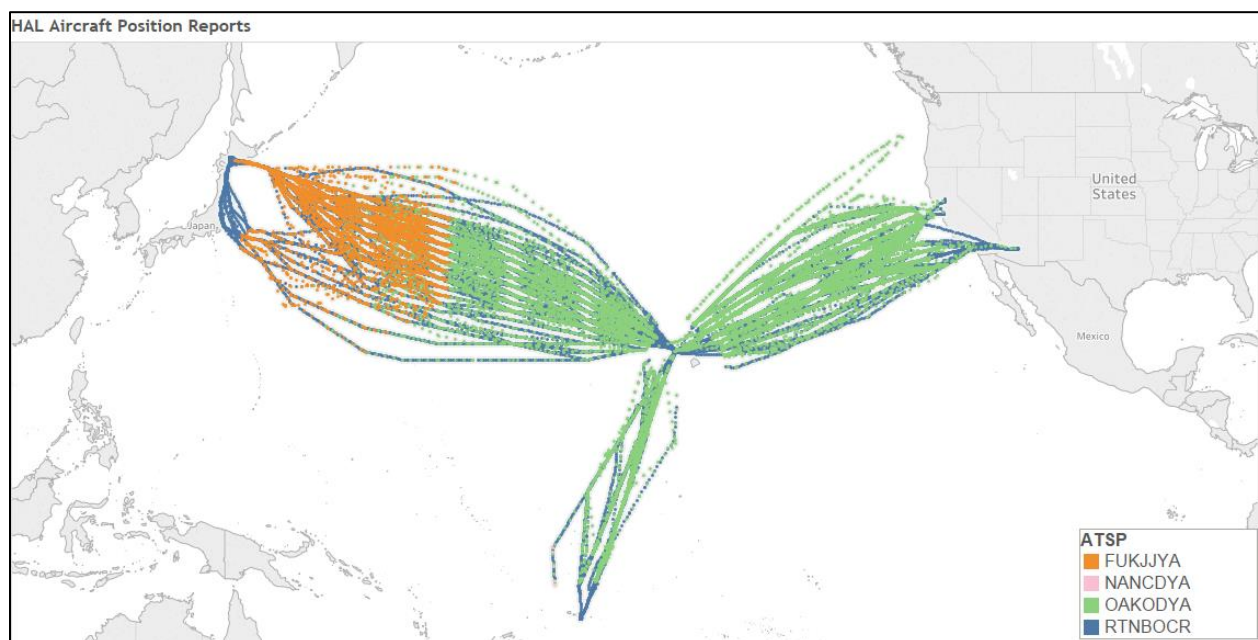 HAL Aircraft Position Reports
United
States
Japan
Mexico
ATSP
FUKJJYA
NANCDYA
OAKODYA
RTNBOCR